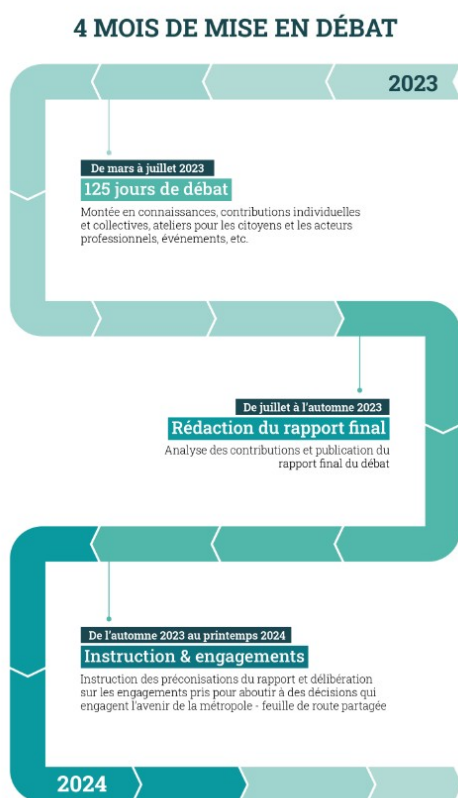 4 MOIS DE MISE EN DÉBAT
2023
De mars à juillet 2023
125 jours de débat
Montée en connaissances, contributions individuelles
et collectives, ateliers pour les citoyens et les acteurs
professionnels, événements, etc.
De juillet à l'automne 2023
Rédaction du rapport final
Analyse des contributions et publication du
rapport final du débat
De l'automne 2023 au printemps 2024
Instruction & engagements
Instruction des préconisations du rapport et délibération
sur les engagements pris pour aboutir à des décisions qui
engagent l'avenir de la métropole - feuille de route partagée
2024